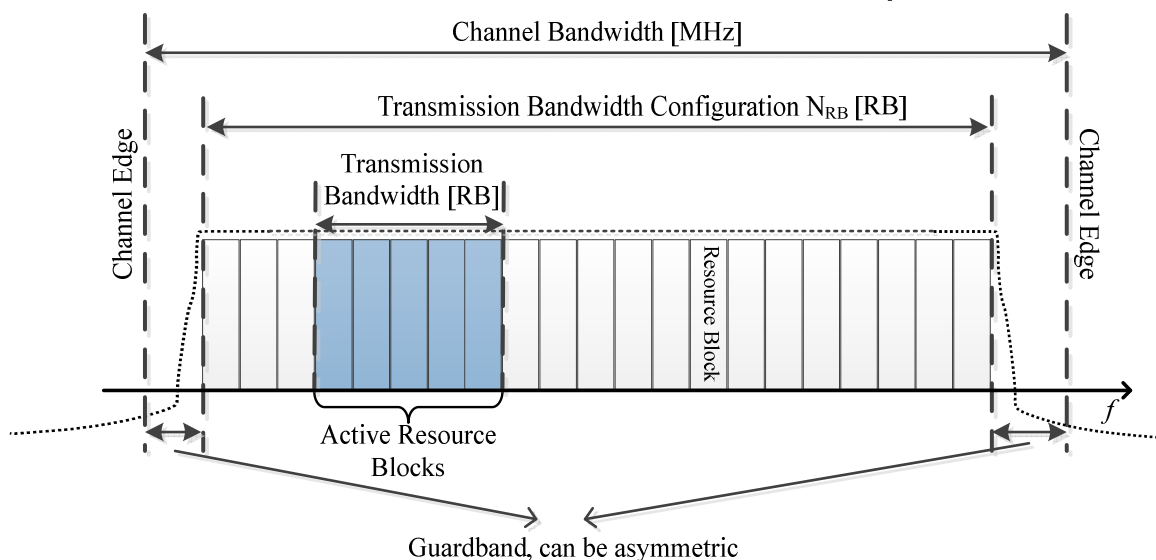 Channel Bandwidth [MHz]
Transmission Bandwidth Configuration NRB [RB]
Channel Edge
Transmission
Bandwidth [RB]
Channel Edge
Resource Block
f
Active Resource
Blocks
Guardband, can be asymmetric